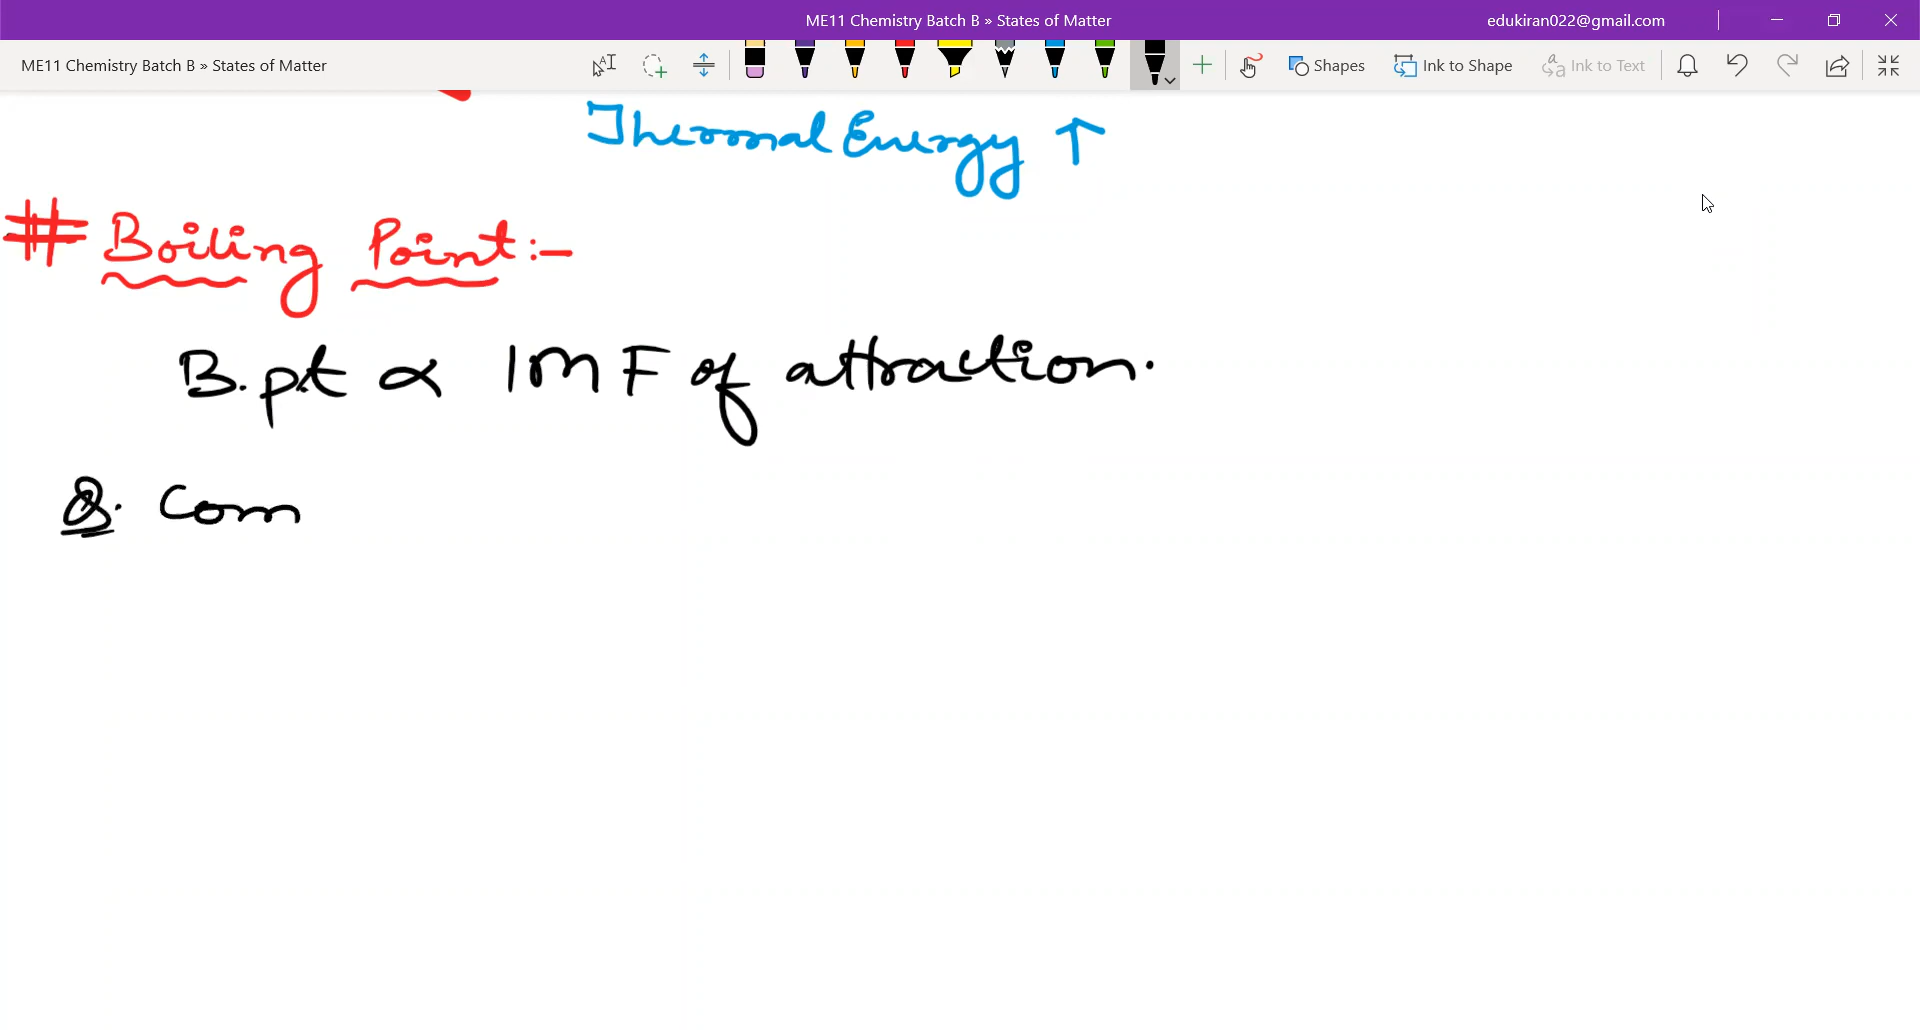 ME11 Chemistry Batch B » States of Matter
edukiran022@gmail.com
ME11 Chemistry Batch B » States of Matter
Shapes
Ink to Shape
Ink to Text
Thermal Energy ↑
# Boiling Point :-
B.pt ∝ IMF of attraction.
Q. Com